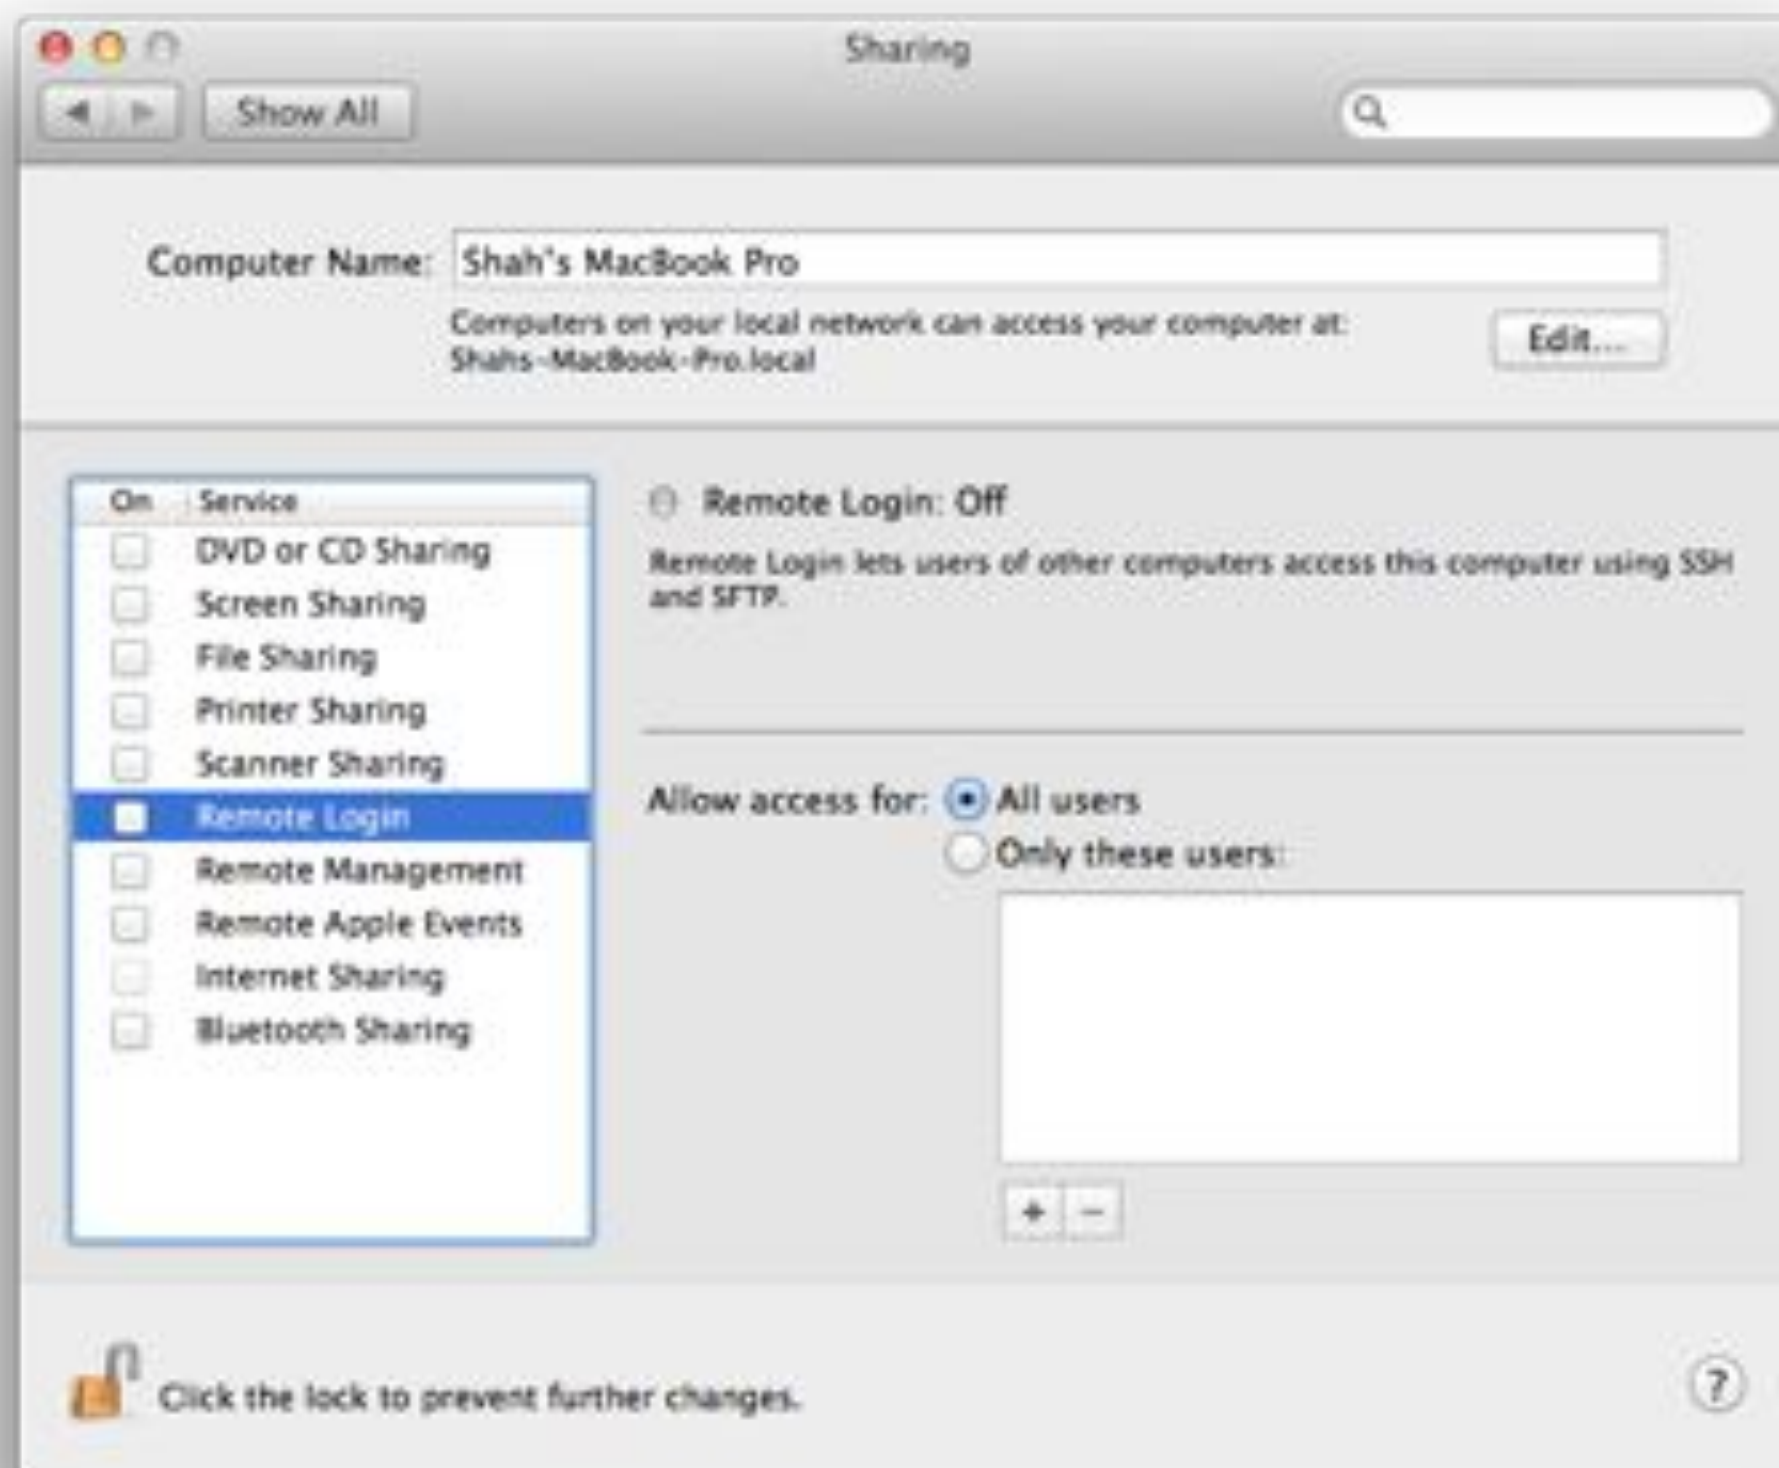 Sharing
Show All
Computer Name: Shah's MacBook Pro
Computers on your local network can access your computer at:
Shahs-MacBook-Pro.local
Edit...
On Service
DVD or CD Sharing
Screen Sharing
File Sharing
Printer Sharing
Scanner Sharing
Remote Login
Remote Management
Remote Apple Events
Internet Sharing
Bluetooth Sharing
Remote Login: Off
Remote Login lets users of other computers access this computer using SSH
and SFTP.
Allow access for: All users
Only these users:
+ −
Click the lock to prevent further changes.
?